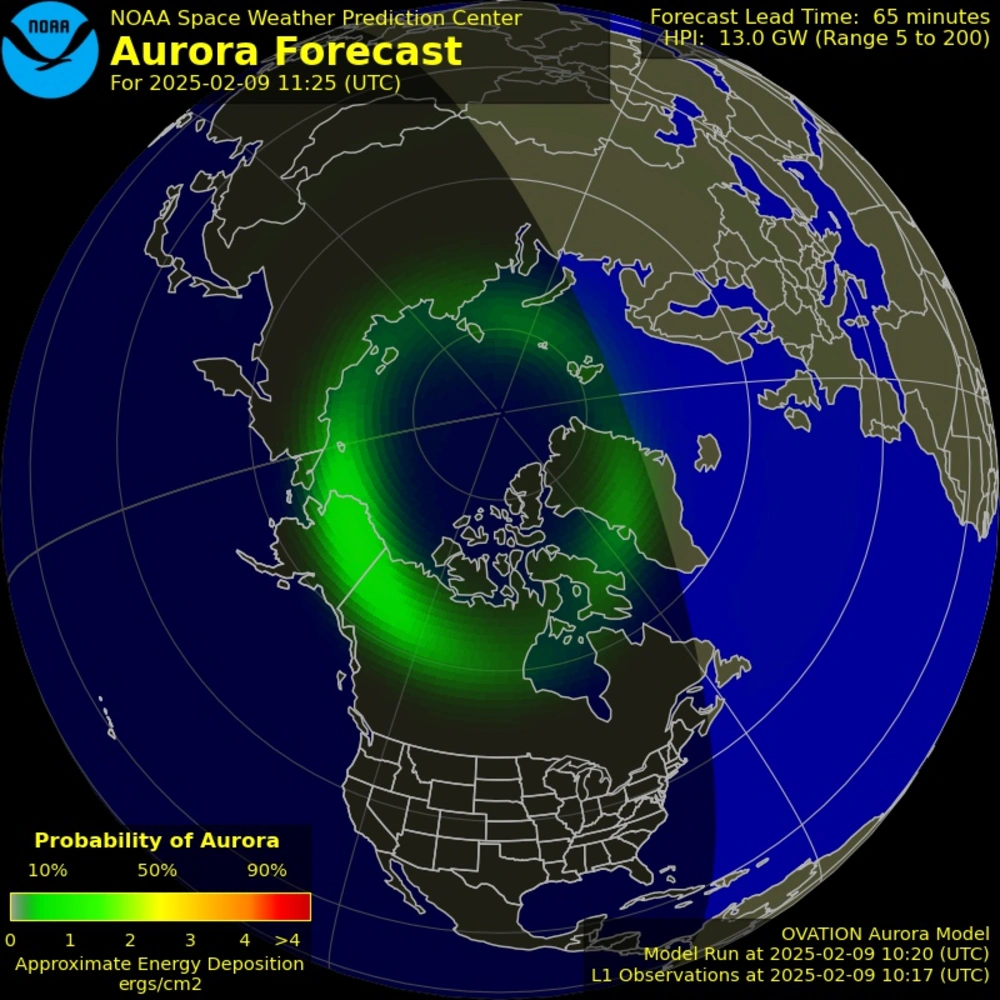 NOAA
NOAA Space Weather Prediction Center
Aurora Forecast
For 2025-02-09 11:25 (UTC)
Forecast Lead Time: 65 minutes
HPI: 13.0 GW (Range 5 to 200)
Probability of Aurora
10% 50% 90%
0 1 2 3 4 >4
Approximate Energy Deposition
ergs/cm2
OVATION Aurora Model
Model Run at 2025-02-09 10:20 (UTC)
L1 Observations at 2025-02-09 10:17 (UTC)